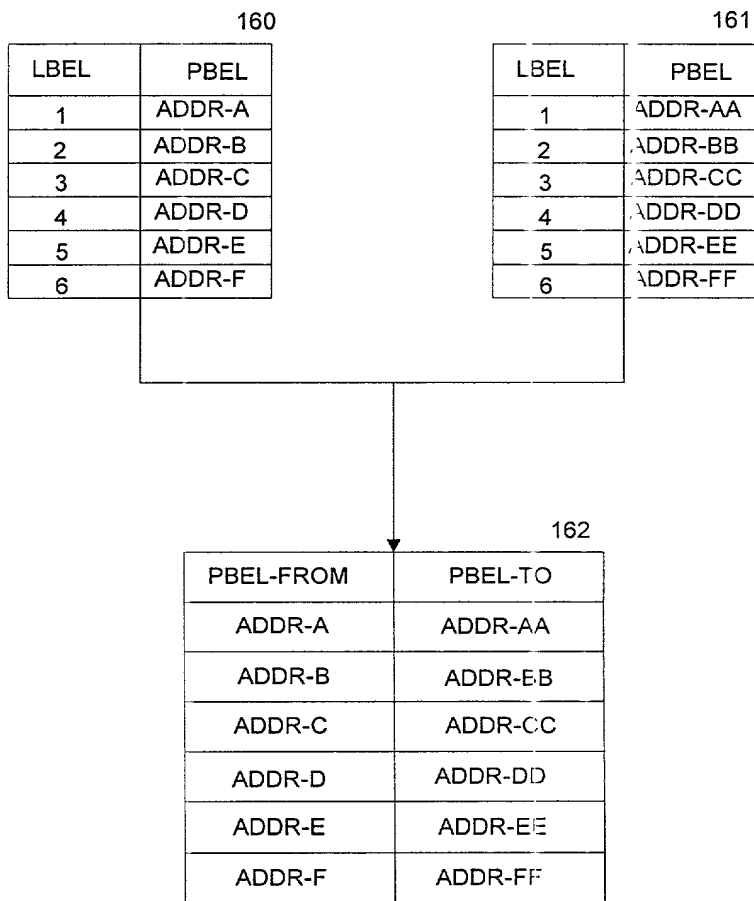 160
LBEL PBEL
1 ADDR-A
2 ADDR-B
3 ADDR-C
4 ADDR-D
5 ADDR-E
6 ADDR-F
161
LBEL PBEL
1 ADDR-AA
2 ADDR-BB
3 ADDR-CC
4 ADDR-DD
5 ADDR-EE
6 ADDR-FF
162
PBEL-FROM PBEL-TO
ADDR-A ADDR-AA
ADDR-B ADDR-BB
ADDR-C ADDR-CC
ADDR-D ADDR-DD
ADDR-E ADDR-EE
ADDR-F ADDR-FF